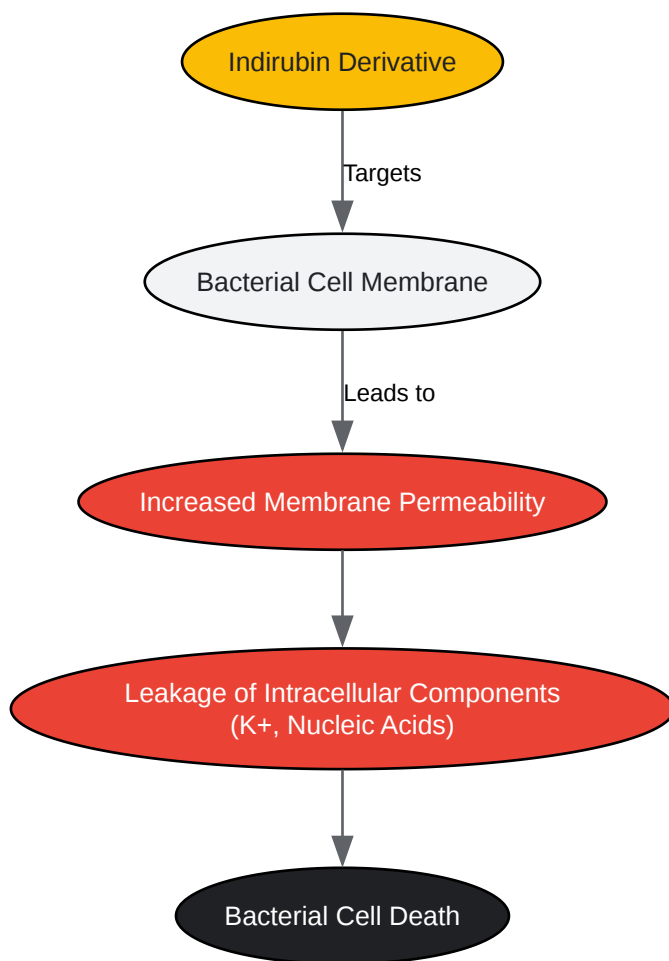 Indirubin Derivative
Targets
Bacterial Cell Membrane
Leads to
Increased Membrane Permeability
Leakage of Intracellular Components
(K+, Nucleic Acids)
Bacterial Cell Death